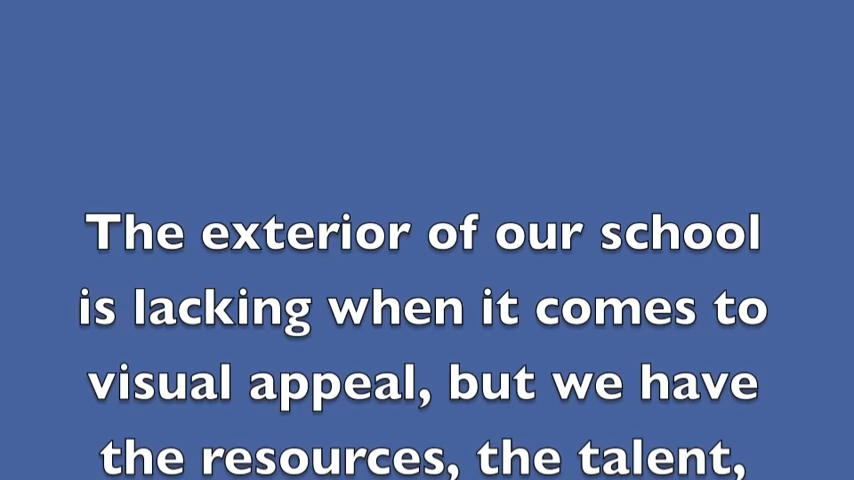 The exterior of our school
is lacking when it comes to
visual appeal, but we have
the resources, the talent,